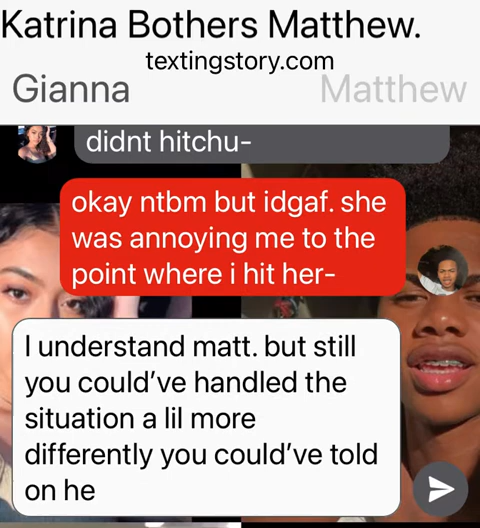 Katrina Bothers Matthew.
textingstory.com
Gianna Matthew
didnt hitchu-
okay ntbm but idgaf. she
was annoying me to the
point where i hit her-
I understand matt. but still
you could've handled the
situation a lil more
differently you could've told
on he